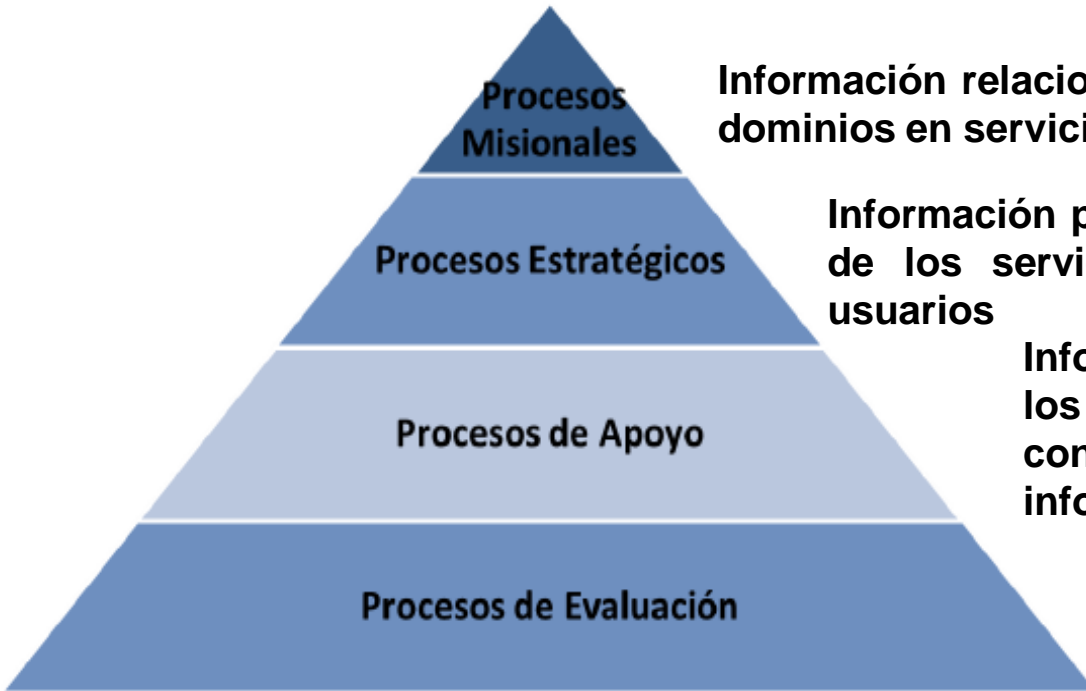 Procesos
Misionales
Información
dominios en
Procesos Estratégicos
Información
de los
usuarios
los
Procesos de Apoyo
Procesos de Evaluación